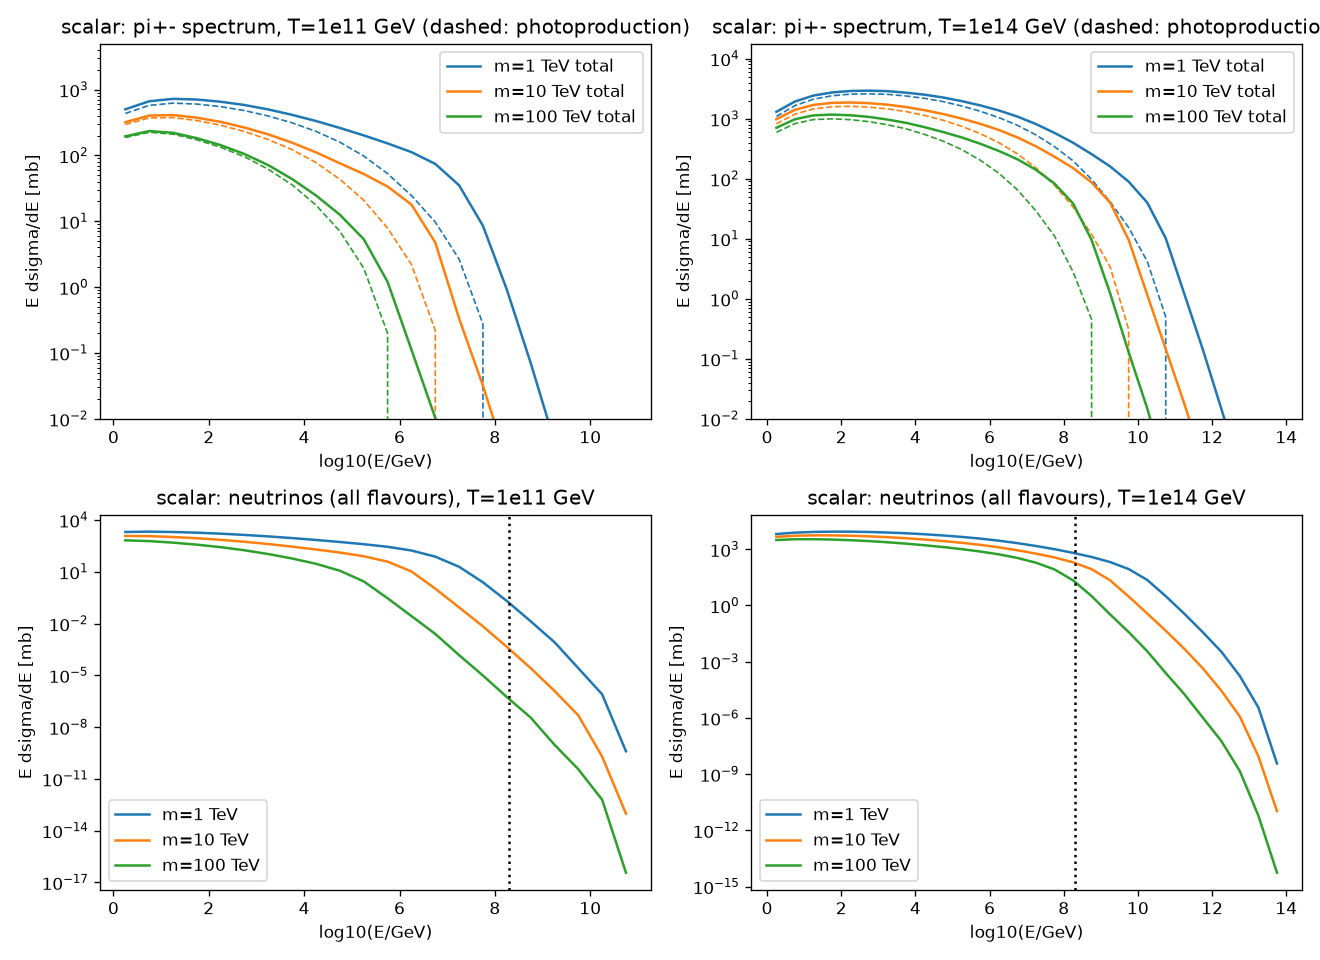 scalar: pi+- spectrum, T=1e11 GeV (dashed: photoproduction)
E dsigma/dE [mb]
10³
10²
10¹
10⁰
10⁻¹
10⁻²
m=1 TeV total
m=10 TeV total
m=100 TeV total
0 2 4 6 8 10
log10(E/GeV)
scalar: pi+- spectrum, T=1e14 GeV (dashed: photoproductio
E dsigma/dE [mb]
10⁴
10³
10²
10¹
10⁰
10⁻¹
10⁻²
m=1 TeV total
m=10 TeV total
m=100 TeV total
0 2 4 6 8 10 12 14
log10(E/GeV)
scalar: neutrinos (all flavours), T=1e11 GeV
E dsigma/dE [mb]
10⁴
10¹
10⁻²
10⁻⁵
10⁻⁸
10⁻¹¹
10⁻¹⁴
10⁻¹⁷
m=1 TeV
m=10 TeV
m=100 TeV
0 2 4 6 8 10
log10(E/GeV)
scalar: neutrinos (all flavours), T=1e14 GeV
E dsigma/dE [mb]
10³
10⁰
10⁻³
10⁻⁶
10⁻⁹
10⁻¹²
10⁻¹⁵
m=1 TeV
m=10 TeV
m=100 TeV
0 2 4 6 8 10 12 14
log10(E/GeV)